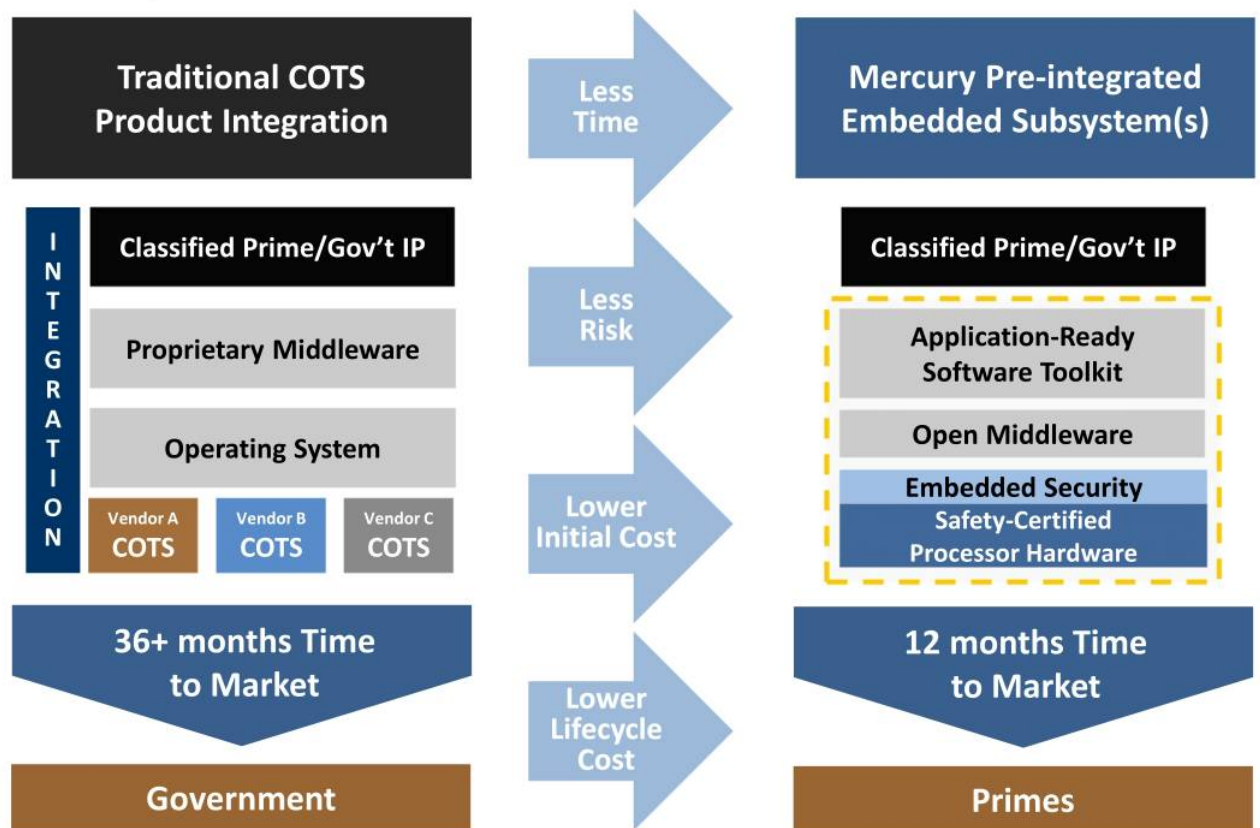 Traditional COTS
Product Integration
INTEGRATION
Classified Prime/Gov't IP
Proprietary Middleware
Operating System
Vendor A
COTS
Vendor B
COTS
Vendor C
COTS
36+ months Time
to Market
Government
Less
Time
Less
Risk
Lower
Initial Cost
Lower
Lifecycle
Cost
Mercury Pre-integrated
Embedded Subsystem(s)
Classified Prime/Gov't IP
Application-Ready
Software Toolkit
Open Middleware
Embedded Security
Safety-Certified
Processor Hardware
12 months Time
to Market
Primes